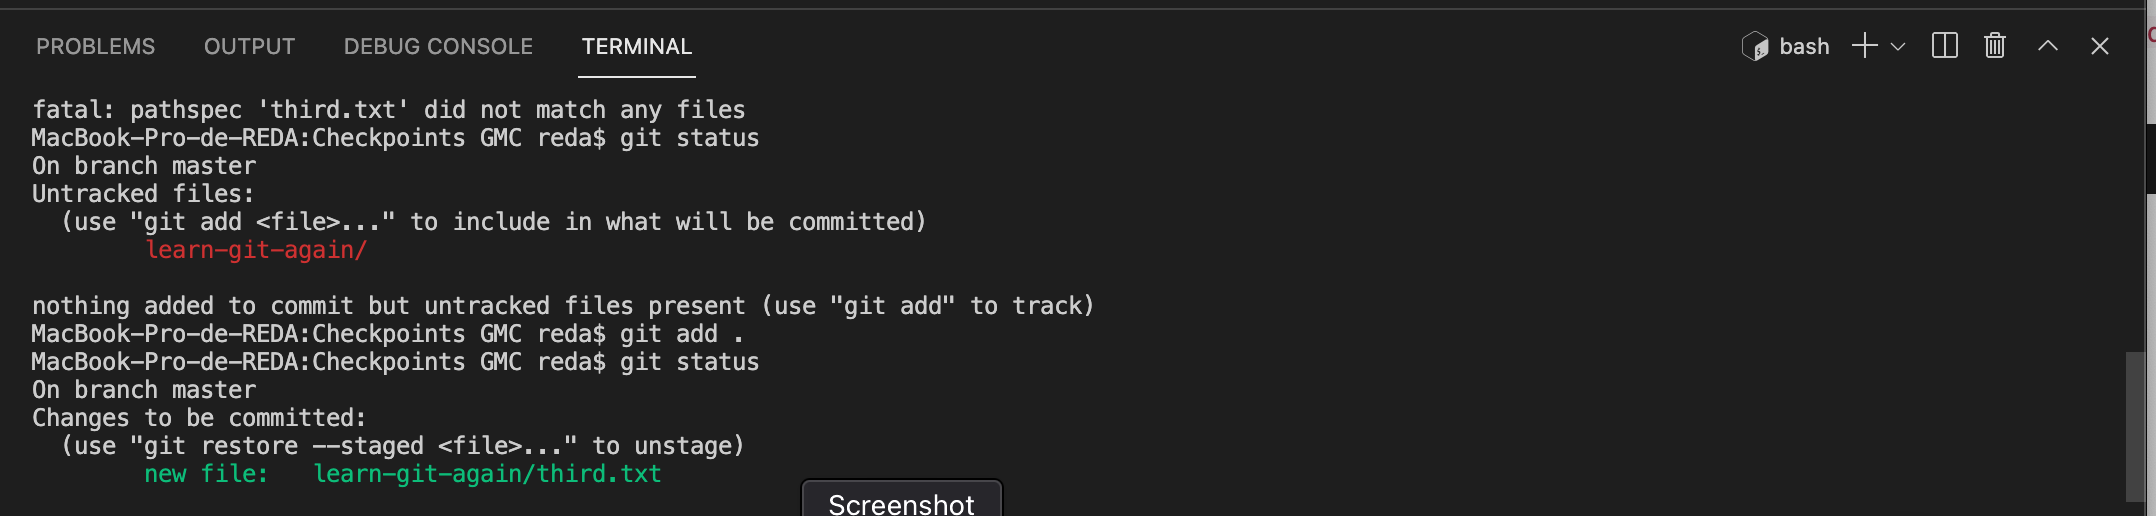 PROBLEMS OUTPUT DEBUG CONSOLE TERMINAL bash
fatal: pathspec 'third.txt' did not match any files
MacBook-Pro-de-REDA:Checkpoints GMC reda$ git status
On branch master
Untracked files:
  (use "git add <file>..." to include in what will be committed)
        learn-git-again/

nothing added to commit but untracked files present (use "git add" to track)
MacBook-Pro-de-REDA:Checkpoints GMC reda$ git add .
MacBook-Pro-de-REDA:Checkpoints GMC reda$ git status
On branch master
Changes to be committed:
  (use "git restore --staged <file>..." to unstage)
        new file:   learn-git-again/third.txt
Screenshot